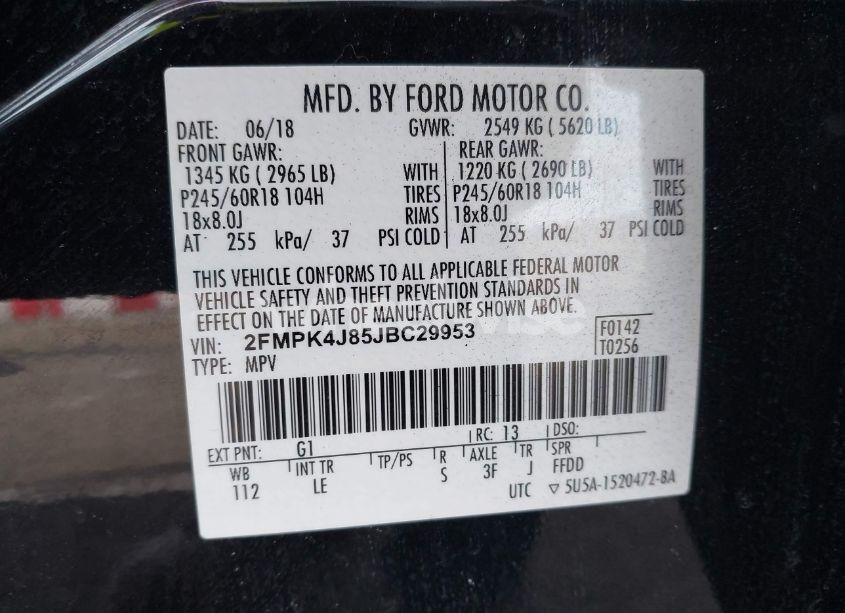 MFD. BY FORD MOTOR CO.
DATE: 06/18 GVWR: 2549 KG ( 5620 LB)
FRONT GAWR: REAR GAWR:
1345 KG ( 2965 LB) WITH 1220 KG ( 2690 LB) WITH
P245/60R18 104H TIRES P245/60R18 104H TIRES
18x8.0J RIMS 18x8.0J RIMS
AT 255 kPa/ 37 PSI COLD AT 255 kPa/ 37 PSI COLD
THIS VEHICLE CONFORMS TO ALL APPLICABLE FEDERAL MOTOR
VEHICLE SAFETY AND THEFT PREVENTION STANDARDS IN
EFFECT ON THE DATE OF MANUFACTURE SHOWN ABOVE.
VIN: 2FMPK4J85JBC29953 F0142
TYPE: MPV T0256
EXT PNT: G1 RC: 13 DSO:
WB INT TR TP/PS R AXLE TR SPR
112 LE S 3F J FFDD
UTC ▽ 5U5A-1520472-BA